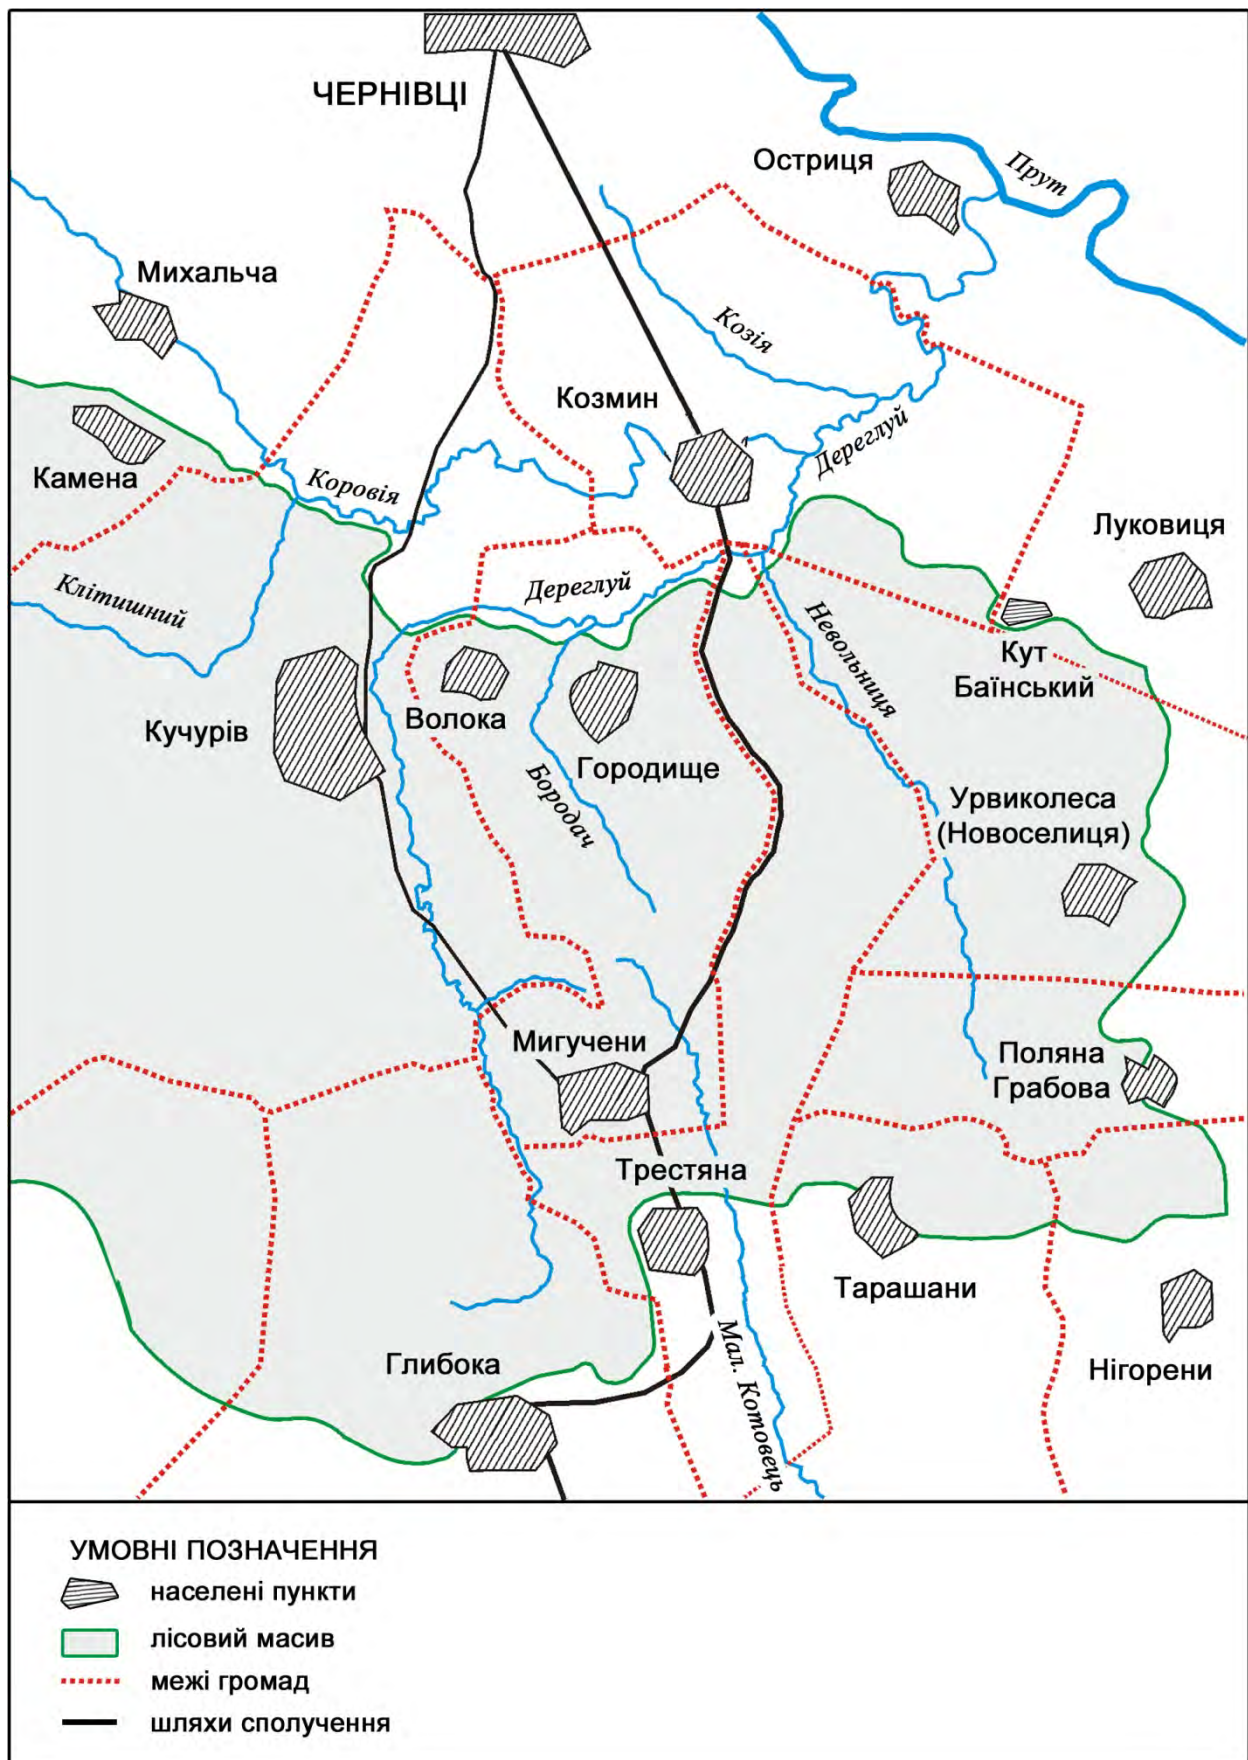 ЧЕРНІВЦІ
Остриця
Прут
Михальча
Козія
Козмин
Дереглуй
Камена
Коровія
Луковиця
Клітишний
Дереглуй
Невольниця
Кут
Баїнський
Волока
Кучурів
Городище
Бородач
Урвиколеса
(Новоселиця)
Мигучени
Поляна
Грабова
Трестяна
Тарашани
Мал. Котовець
Глибока
Нігорени
УМОВНІ ПОЗНАЧЕННЯ
населені пункти
лісовий масив
межі громад
шляхи сполучення